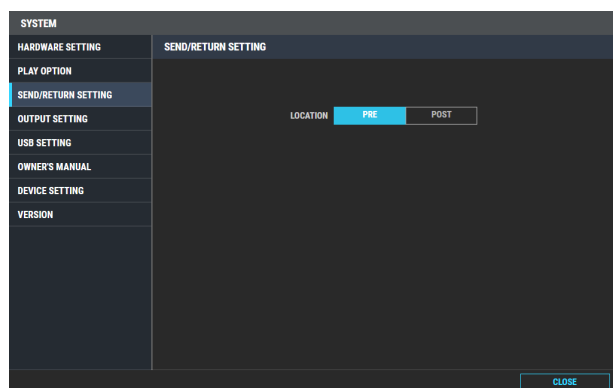 SYSTEM
HARDWARE SETTING
PLAY OPTION
SEND/RETURN SETTING
OUTPUT SETTING
USB SETTING
OWNER'S MANUAL
DEVICE SETTING
VERSION
SEND/RETURN SETTING
LOCATION PRE POST
CLOSE